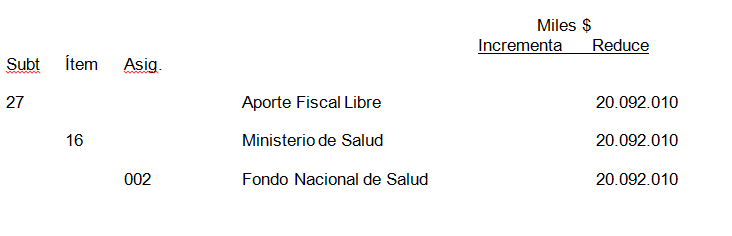 Miles $
Incrementa Reduce
Subt Ítem Asig.
27 Aporte Fiscal Libre 20.092.010
16 Ministerio de Salud 20.092.010
002 Fondo Nacional de Salud 20.092.010